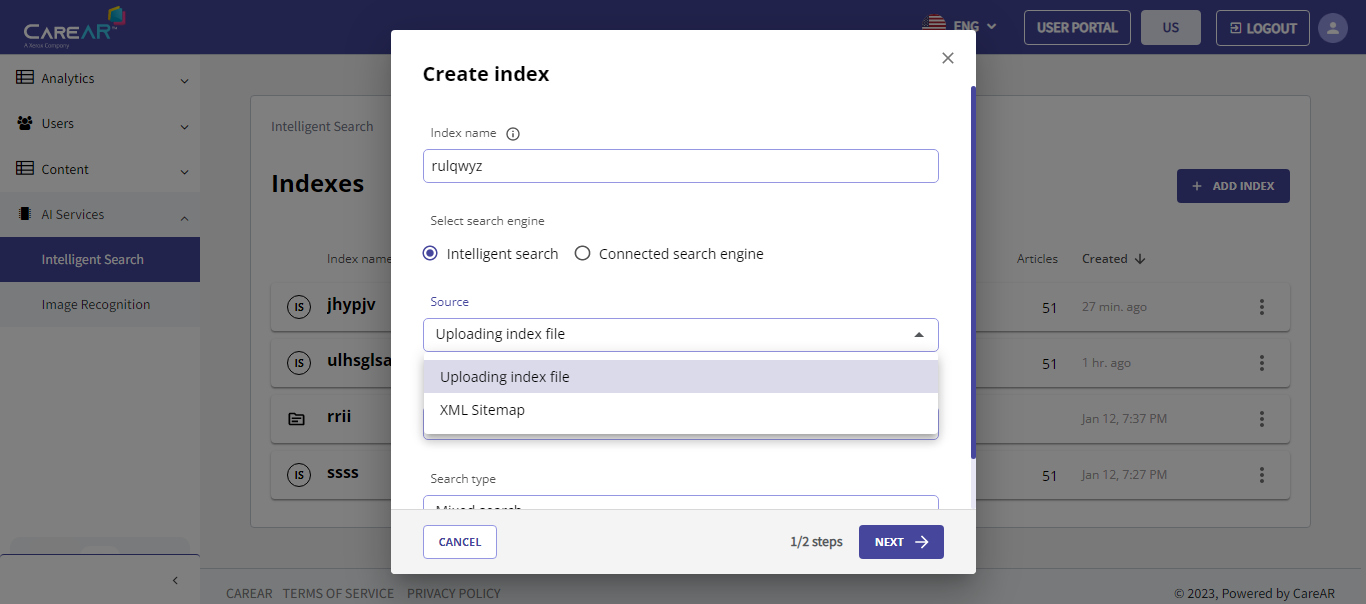 CAREAR™
A Xerox Company
ENG
USER PORTAL
US
LOGOUT
Analytics
Users
Content
AI Services
Intelligent Search
Image Recognition
Intelligent Search
Indexes
+ ADD INDEX
Index name
Articles
Created
IS
jhypjv
51
27 min. ago
IS
ulhsglsa
51
1 hr. ago
rrii
Jan 12, 7:37 PM
IS
ssss
51
Jan 12, 7:27 PM
Create index
Index name
rulqwyz
Select search engine
Intelligent search
Connected search engine
Source
Uploading index file
Uploading index file
XML Sitemap
Search type
Mixed search
CANCEL
1/2 steps
NEXT
CAREAR TERMS OF SERVICE PRIVACY POLICY
© 2023, Powered by CareAR